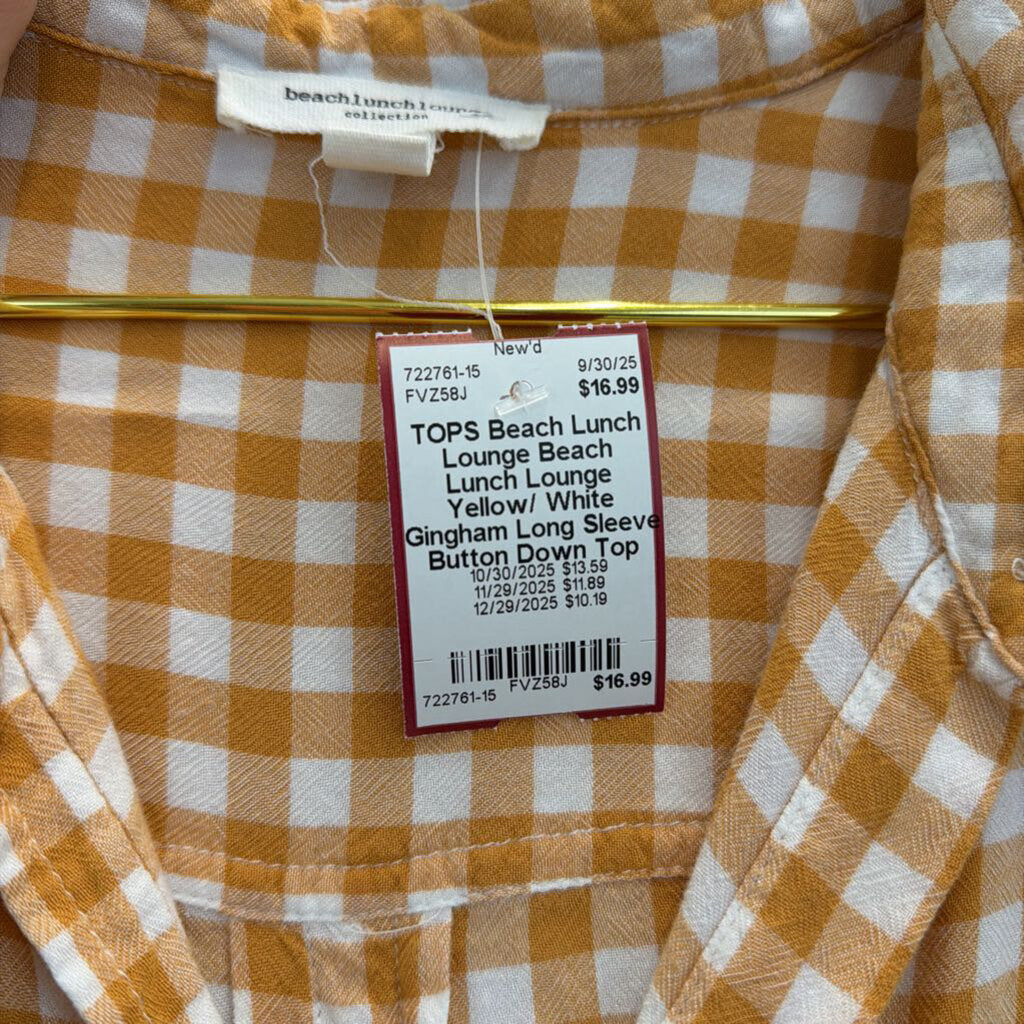 beachlunchlounge
collection
New'd
722761-15 9/30/25
FVZ58J $16.99
TOPS Beach Lunch
Lounge Beach
Lunch Lounge
Yellow/ White
Gingham Long Sleeve
Button Down Top
10/30/2025 $13.59
11/29/2025 $11.89
12/29/2025 $10.19
722761-15 FVZ58J $16.99